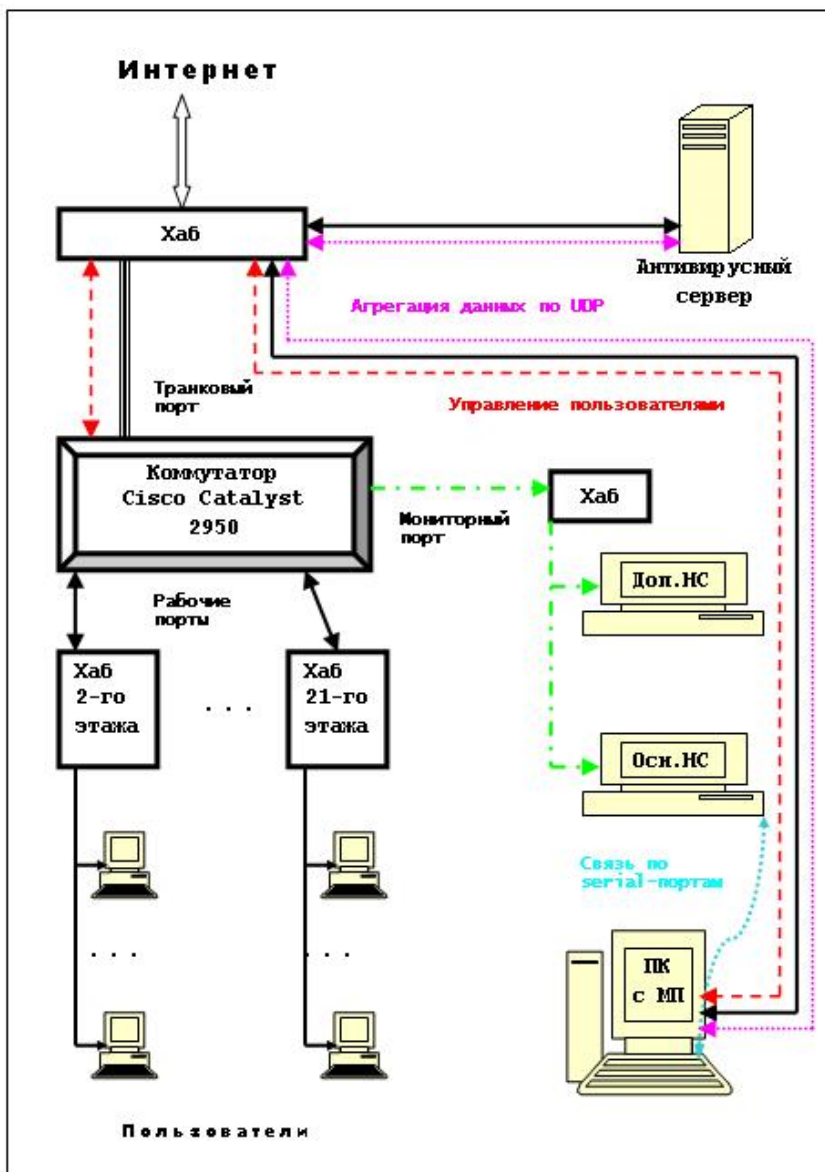 Интернет
Хаб
Антивирусный
сервер
Агрегация данных по UDP
Транковый
порт
Управление пользователями
Коммутатор
Cisco Catalyst
2950
Хаб
Мониторный
порт
Доп.НС
Рабочие
порты
Хаб
2-го
этажа
. . .
Хаб
21-го
этажа
Осн.НС
Связь по
serial-портам
. . .
. . .
ПК
с МП
Пользователи